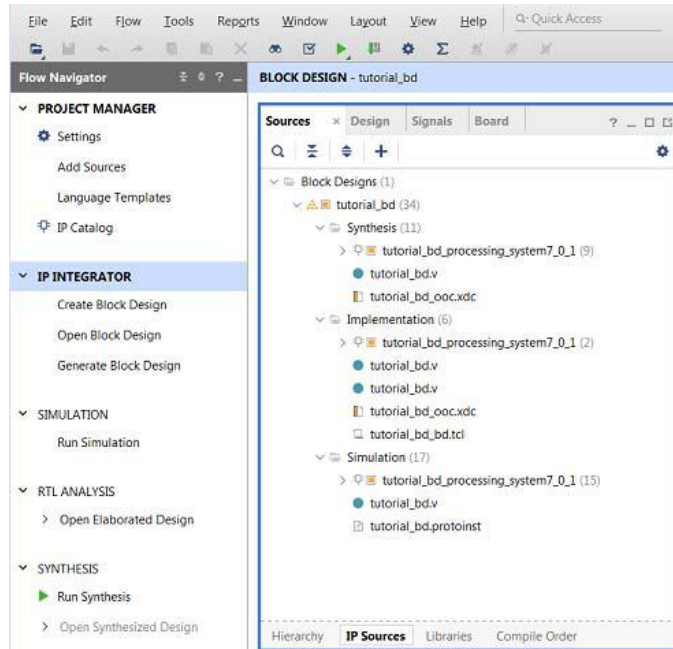 File Edit Flow Tools Reports Window Layout View Help Q- Quick Access
Flow Navigator ? _
PROJECT MANAGER
Settings
Add Sources
Language Templates
IP Catalog
IP INTEGRATOR
Create Block Design
Open Block Design
Generate Block Design
SIMULATION
Run Simulation
RTL ANALYSIS
Open Elaborated Design
SYNTHESIS
Run Synthesis
Open Synthesized Design
BLOCK DESIGN - tutorial_bd
Sources × Design Signals Board ? _
Block Designs (1)
tutorial_bd (34)
Synthesis (11)
tutorial_bd_processing_system7_0_1 (9)
tutorial_bd.v
tutorial_bd_ooc.xdc
Implementation (6)
tutorial_bd_processing_system7_0_1 (2)
tutorial_bd.v
tutorial_bd.v
tutorial_bd_ooc.xdc
tutorial_bd_bd.tcl
Simulation (17)
tutorial_bd_processing_system7_0_1 (15)
tutorial_bd.v
tutorial_bd.protoinst
Hierarchy IP Sources Libraries Compile Order